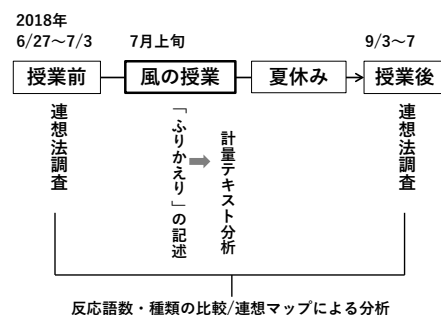 2018年
6/27～7/3
7月上旬
9/3～7
授業前
風の授業
夏休み
授業後
連想法調査
「ふりかえり」の記述
計量テキスト分析
連想法調査
反応語数・種類の比較/連想マップによる分析